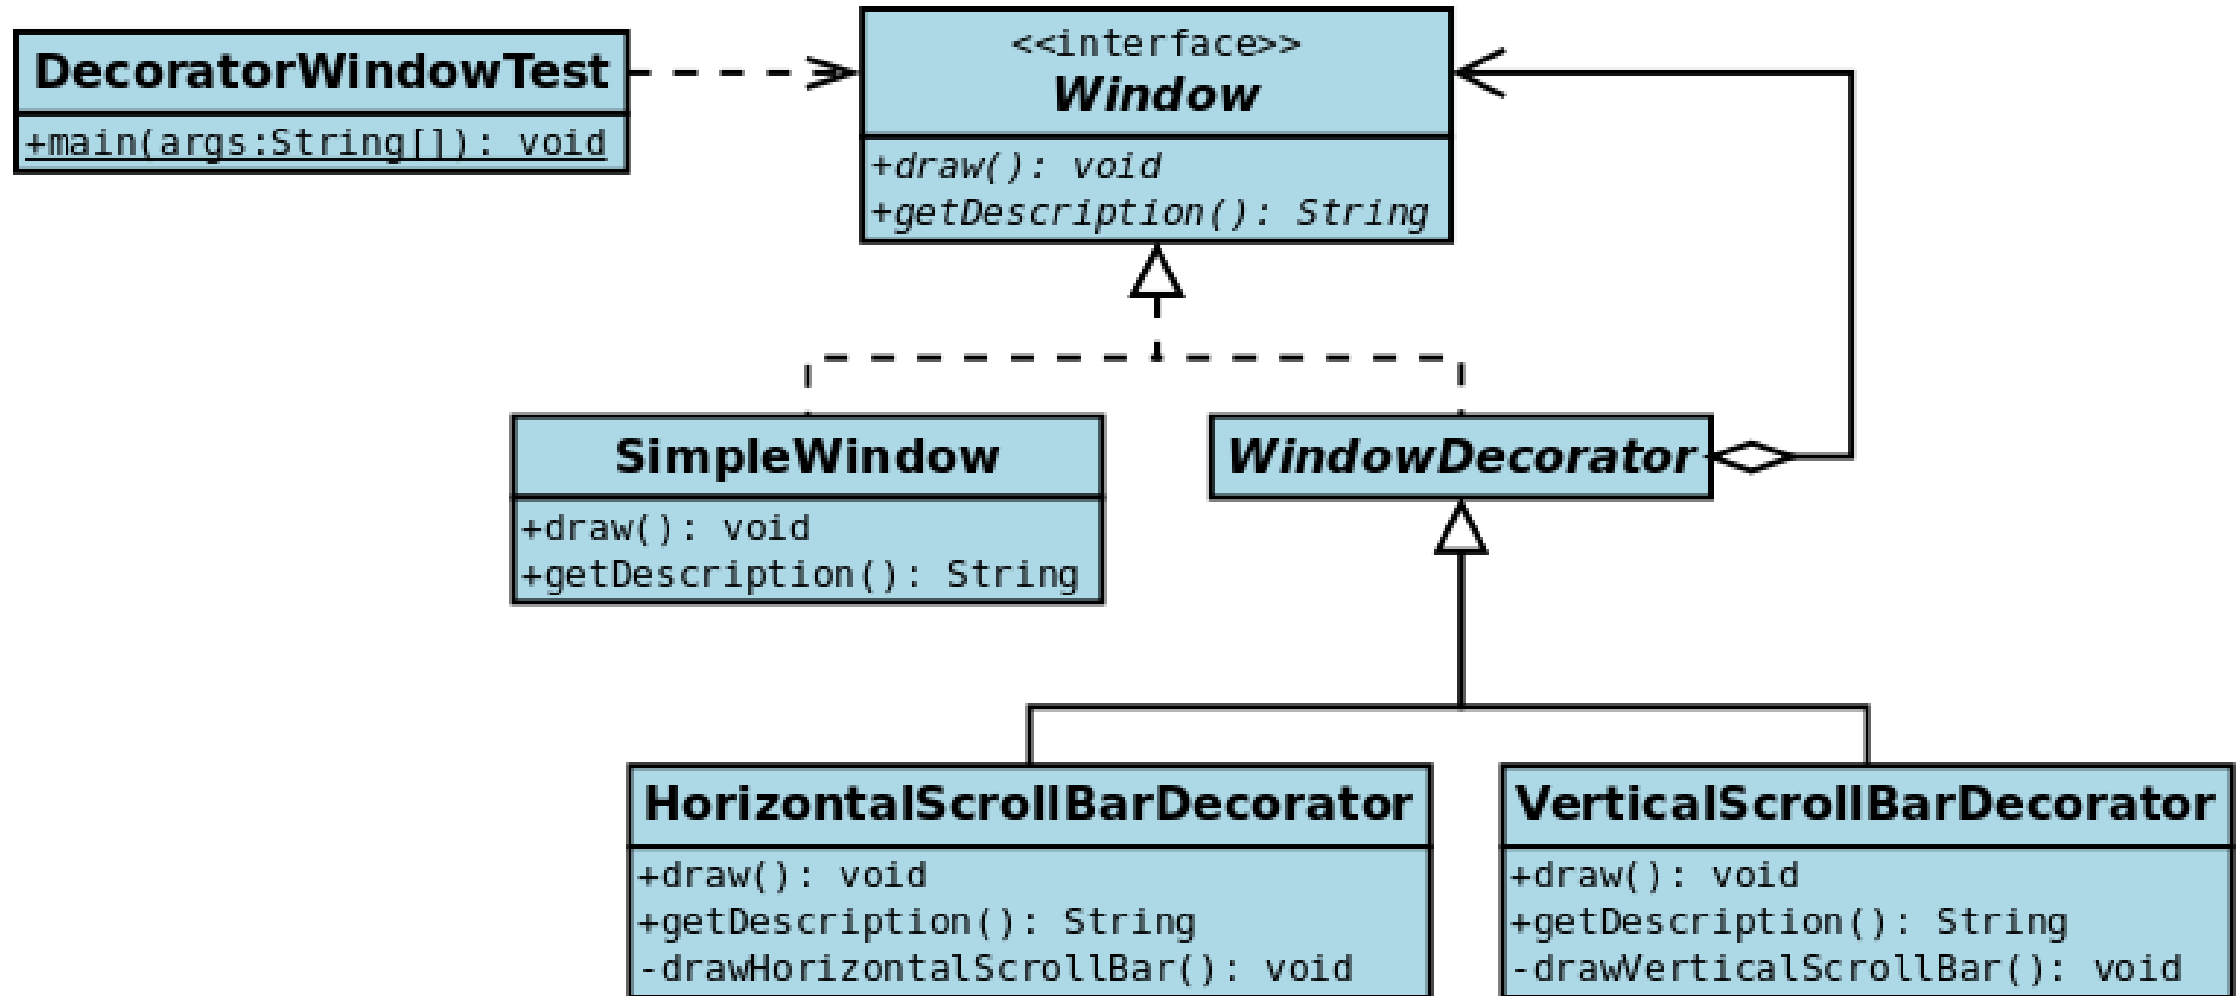 DecoratorWindowTest
+main(args:String[]): void
<<interface>>
Window
+draw(): void
+getDescription(): String
SimpleWindow
+draw(): void
+getDescription(): String
WindowDecorator
HorizontalScrollBarDecorator
+draw(): void
+getDescription(): String
-drawHorizontalScrollBar(): void
VerticalScrollBarDecorator
+draw(): void
+getDescription(): String
-drawVerticalScrollBar(): void